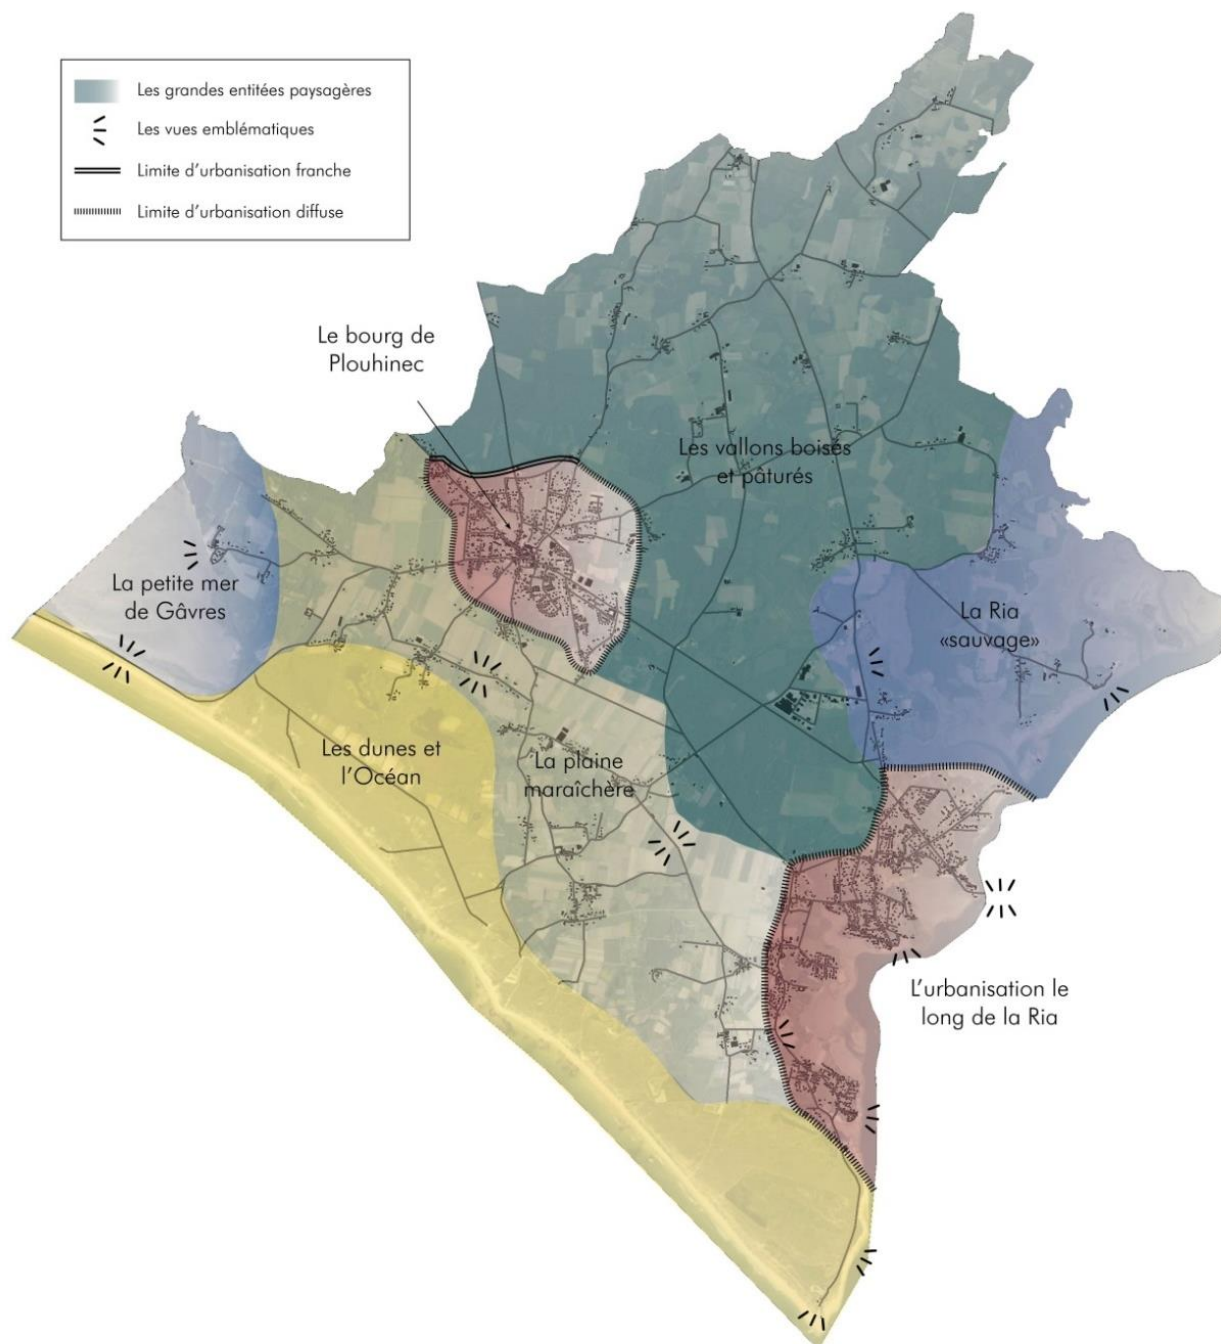 Les grandes entitées paysagères
Les vues emblématiques
Limite d'urbanisation franche
Limite d'urbanisation diffuse
Le bourg de
Plouhinec
Les vallons boisés
et pâturés
La petite mer
de Gâvres
La Ria
«sauvage»
Les dunes et
l'Océan
La plaine
maraîchère
L'urbanisation le
long de la Ria